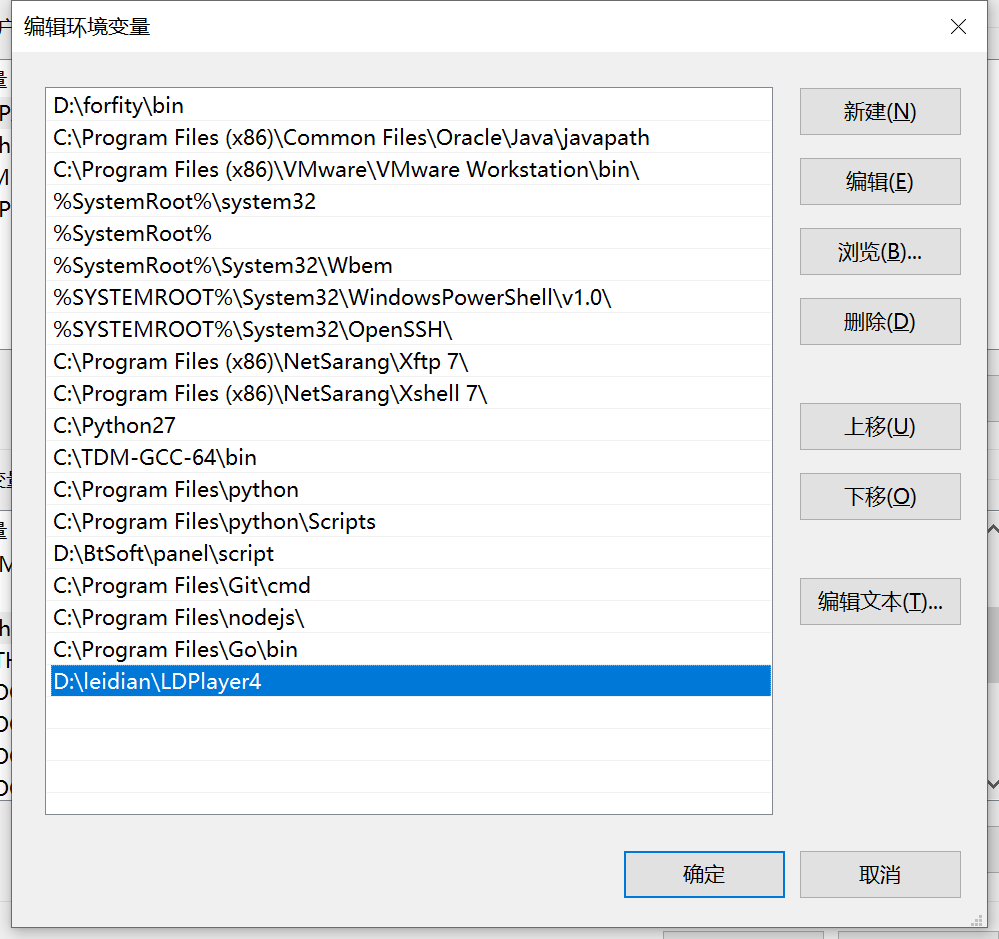 编辑环境变量
D:\forfity\bin
C:\Program Files (x86)\Common Files\Oracle\Java\javapath
C:\Program Files (x86)\VMware\VMware Workstation\bin\
%SystemRoot%\system32
%SystemRoot%
%SystemRoot%\System32\Wbem
%SYSTEMROOT%\System32\WindowsPowerShell\v1.0\
%SYSTEMROOT%\System32\OpenSSH\
C:\Program Files (x86)\NetSarang\Xftp 7\
C:\Program Files (x86)\NetSarang\Xshell 7\
C:\Python27
C:\TDM-GCC-64\bin
C:\Program Files\python
C:\Program Files\python\Scripts
D:\BtSoft\panel\script
C:\Program Files\Git\cmd
C:\Program Files\nodejs\
C:\Program Files\Go\bin
D:\leidian\LDPlayer4
新建(N)
编辑(E)
浏览(B)...
删除(D)
上移(U)
下移(O)
编辑文本(T)...
确定
取消